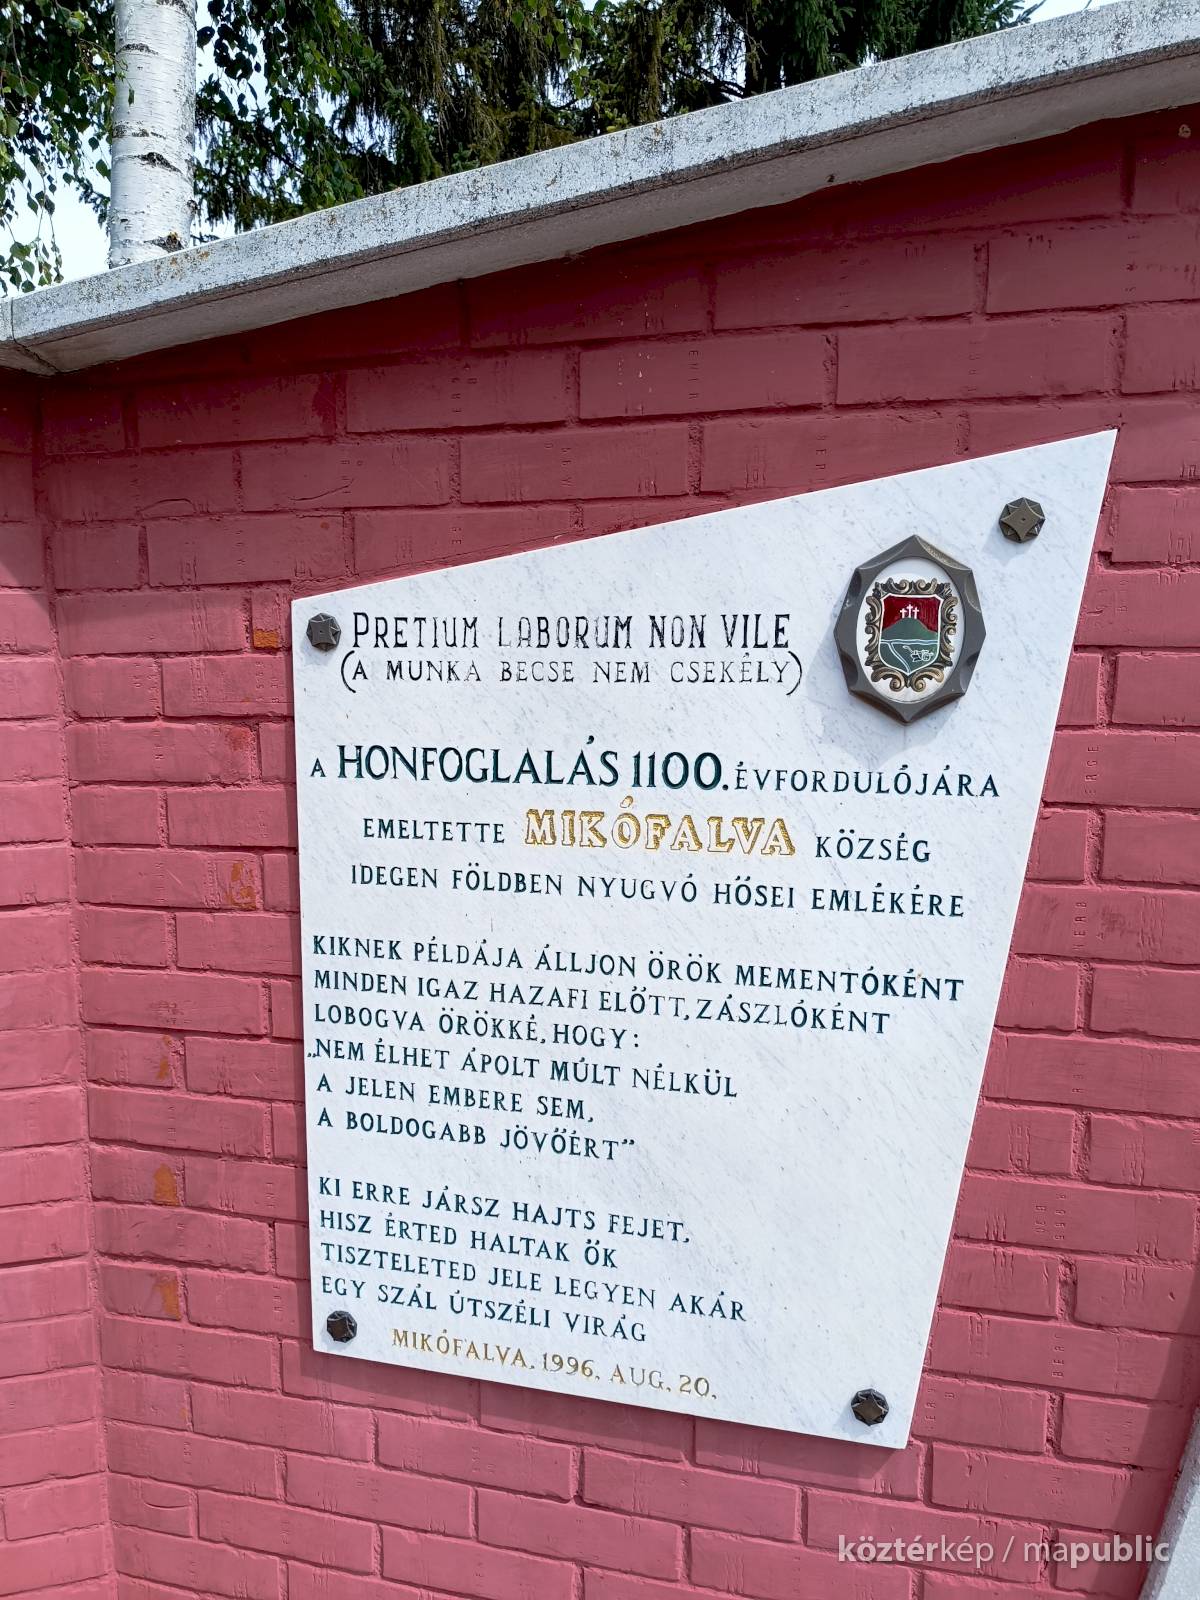 PRETIUM LABORUM NON VILE
(A MUNKA BECSE NEM CSEKÉLY)
A HONFOGLALÁS 1100. ÉVFORDULÓJÁRA
EMELTETTE MIKÓFALVA KÖZSÉG
IDEGEN FÖLDBEN NYUGVÓ HŐSEI EMLÉKÉRE
KIKNEK PÉLDÁJA ÁLLJON ÖRÖK MEMENTÓKÉNT
MINDEN IGAZ HAZAFI ELŐTT, ZÁSZLÓKÉNT
LOBOGVA ÖRÖKKÉ, HOGY:
„NEM ÉLHET ÁPOLT MÚLT NÉLKÜL
A JELEN EMBERE SEM,
A BOLDOGABB JÖVŐÉRT”
KI ERRE JÁRSZ HAJTS FEJET,
HISZ ÉRTED HALTAK ŐK
TISZTELETED JELE LEGYEN AKÁR
EGY SZÁL ÚTSZÉLI VIRÁG
MIKÓFALVA, 1996. AUG. 20.
köztérkép / mapublic